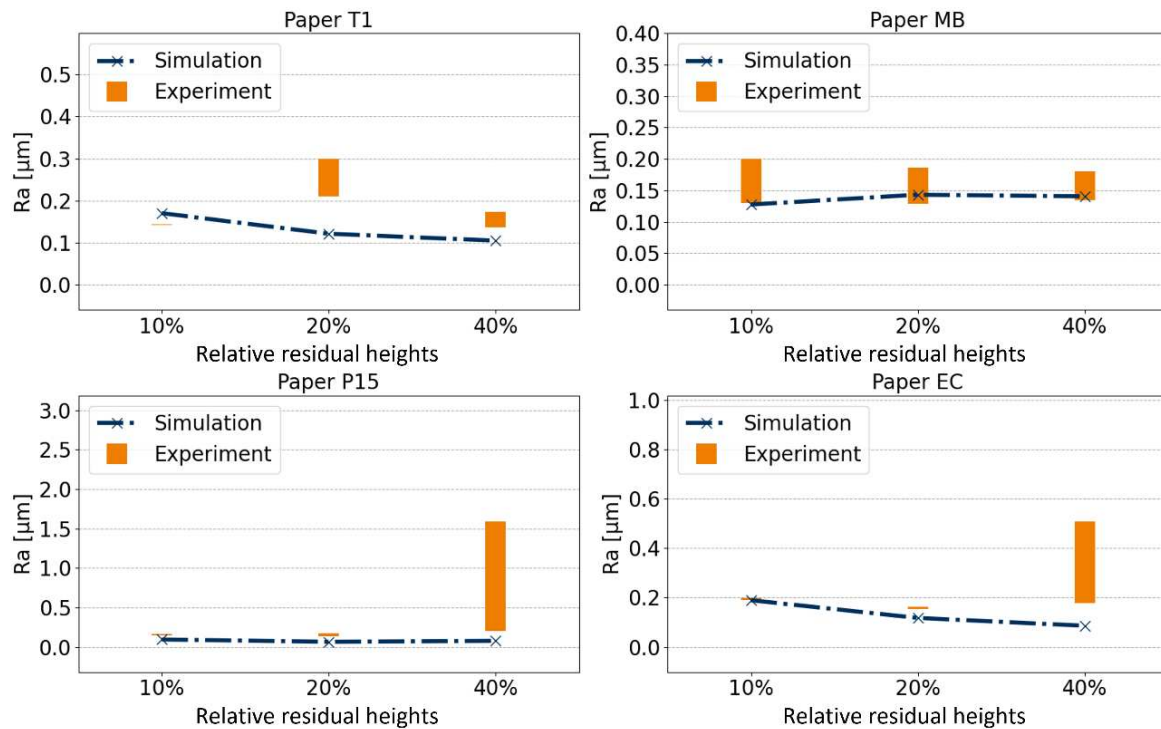 Paper T1
Simulation
Experiment
Ra [µm]
0.5
0.4
0.3
0.2
0.1
0.0
10%
20%
40%
Relative residual heights
Paper MB
Simulation
Experiment
Ra [µm]
0.40
0.35
0.30
0.25
0.20
0.15
0.10
0.05
0.00
10%
20%
40%
Relative residual heights
Paper P15
Simulation
Experiment
Ra [µm]
3.0
2.5
2.0
1.5
1.0
0.5
0.0
10%
20%
40%
Relative residual heights
Paper EC
Simulation
Experiment
Ra [µm]
1.0
0.8
0.6
0.4
0.2
0.0
10%
20%
40%
Relative residual heights